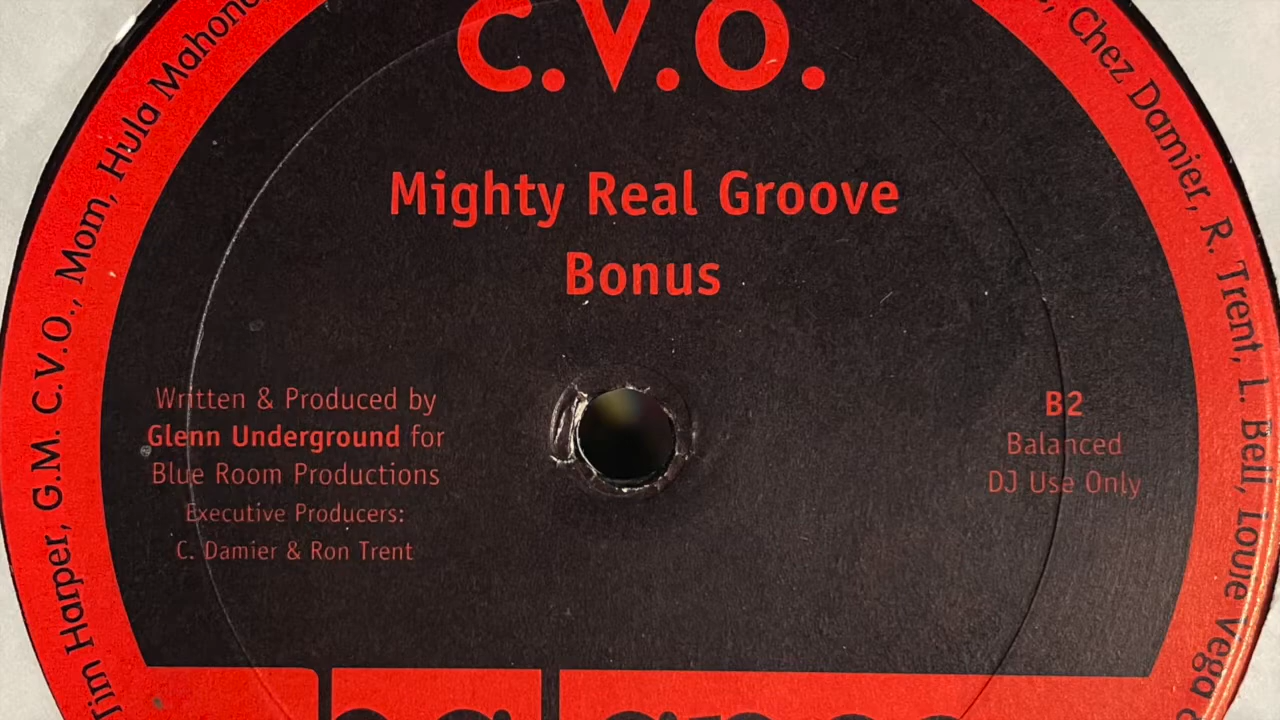 C.V.O.
Mighty Real Groove
Bonus
Written & Produced by
Glenn Underground for
Blue Room Productions
Executive Producers:
C. Damier & Ron Trent
B2
Balanced
DJ Use Only
Tim Harper, G.M. C.V.O., Mom, Hula Mahone
Chez Damier, R. Trent, L. Bell, Louie Vega